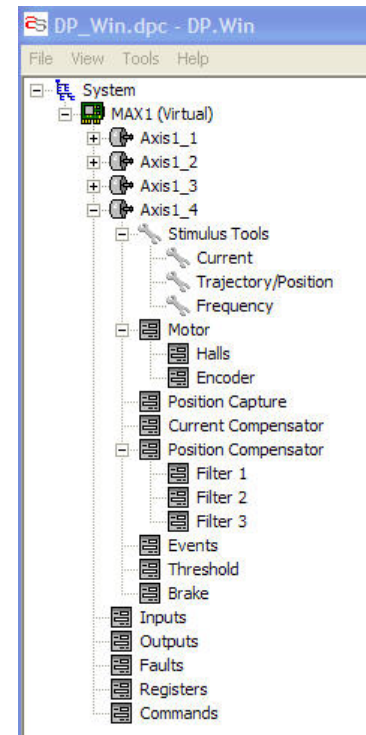 DP_Win.dpc - DP.Win
File View Tools Help
System
MAX1 (Virtual)
Axis1_1
Axis1_2
Axis1_3
Axis1_4
Stimulus Tools
Current
Trajectory/Position
Frequency
Motor
Halls
Encoder
Position Capture
Current Compensator
Position Compensator
Filter 1
Filter 2
Filter 3
Events
Threshold
Brake
Inputs
Outputs
Faults
Registers
Commands